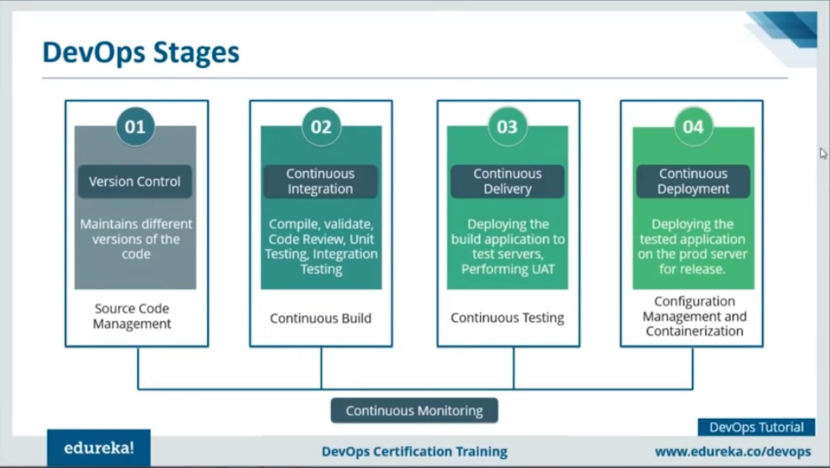 DevOps Stages
01
Version Control
Maintains different
versions of the
code
Source Code
Management
02
Continuous
Integration
Compile, validate,
Code Review, Unit
Testing, Integration
Testing
Continuous Build
03
Continuous
Delivery
Deploying the
build application to
test servers,
Performing UAT
Continuous Testing
04
Continuous
Deployment
Deploying the
tested application
on the prod server
for release.
Configuration
Management and
Containerization
Continuous Monitoring
DevOps Tutorial
edureka!
DevOps Certification Training
www.edureka.co/devops